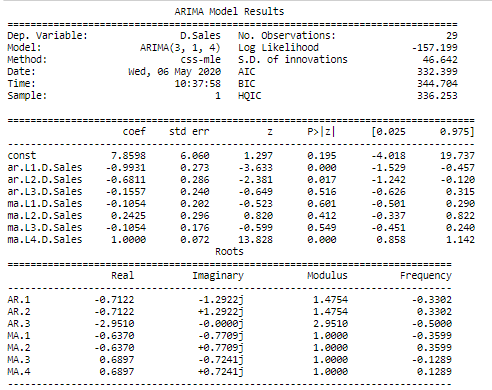 ARIMA Model Results
==============================================================================
Dep. Variable: D.Sales No. Observations: 29
Model: ARIMA(3, 1, 4) Log Likelihood -157.199
Method: css-mle S.D. of innovations 46.642
Date: Wed, 06 May 2020 AIC 332.399
Time: 10:37:58 BIC 344.704
Sample: 1 HQIC 336.253

==============================================================================
coef std err z P>|z| [0.025 0.975]
------------------------------------------------------------------------------
const 7.8598 6.060 1.297 0.195 -4.018 19.737
ar.L1.D.Sales -0.9931 0.273 -3.633 0.000 -1.529 -0.457
ar.L2.D.Sales -0.6811 0.286 -2.381 0.017 -1.242 -0.120
ar.L3.D.Sales -0.1557 0.240 -0.649 0.516 -0.626 0.315
ma.L1.D.Sales -0.1054 0.202 -0.523 0.601 -0.501 0.290
ma.L2.D.Sales 0.2425 0.296 0.820 0.412 -0.337 0.822
ma.L3.D.Sales -0.1054 0.176 -0.599 0.549 -0.451 0.240
ma.L4.D.Sales 1.0000 0.072 13.828 0.000 0.858 1.142
Roots
=============================================================================
Real Imaginary Modulus Frequency
-----------------------------------------------------------------------------
AR.1 -0.7122 -1.2922j 1.4754 -0.3302
AR.2 -0.7122 +1.2922j 1.4754 0.3302
AR.3 -2.9510 -0.0000j 2.9510 -0.5000
MA.1 -0.6370 -0.7709j 1.0000 -0.3599
MA.2 -0.6370 +0.7709j 1.0000 0.3599
MA.3 0.6897 -0.7241j 1.0000 -0.1289
MA.4 0.6897 +0.7241j 1.0000 0.1289
-----------------------------------------------------------------------------